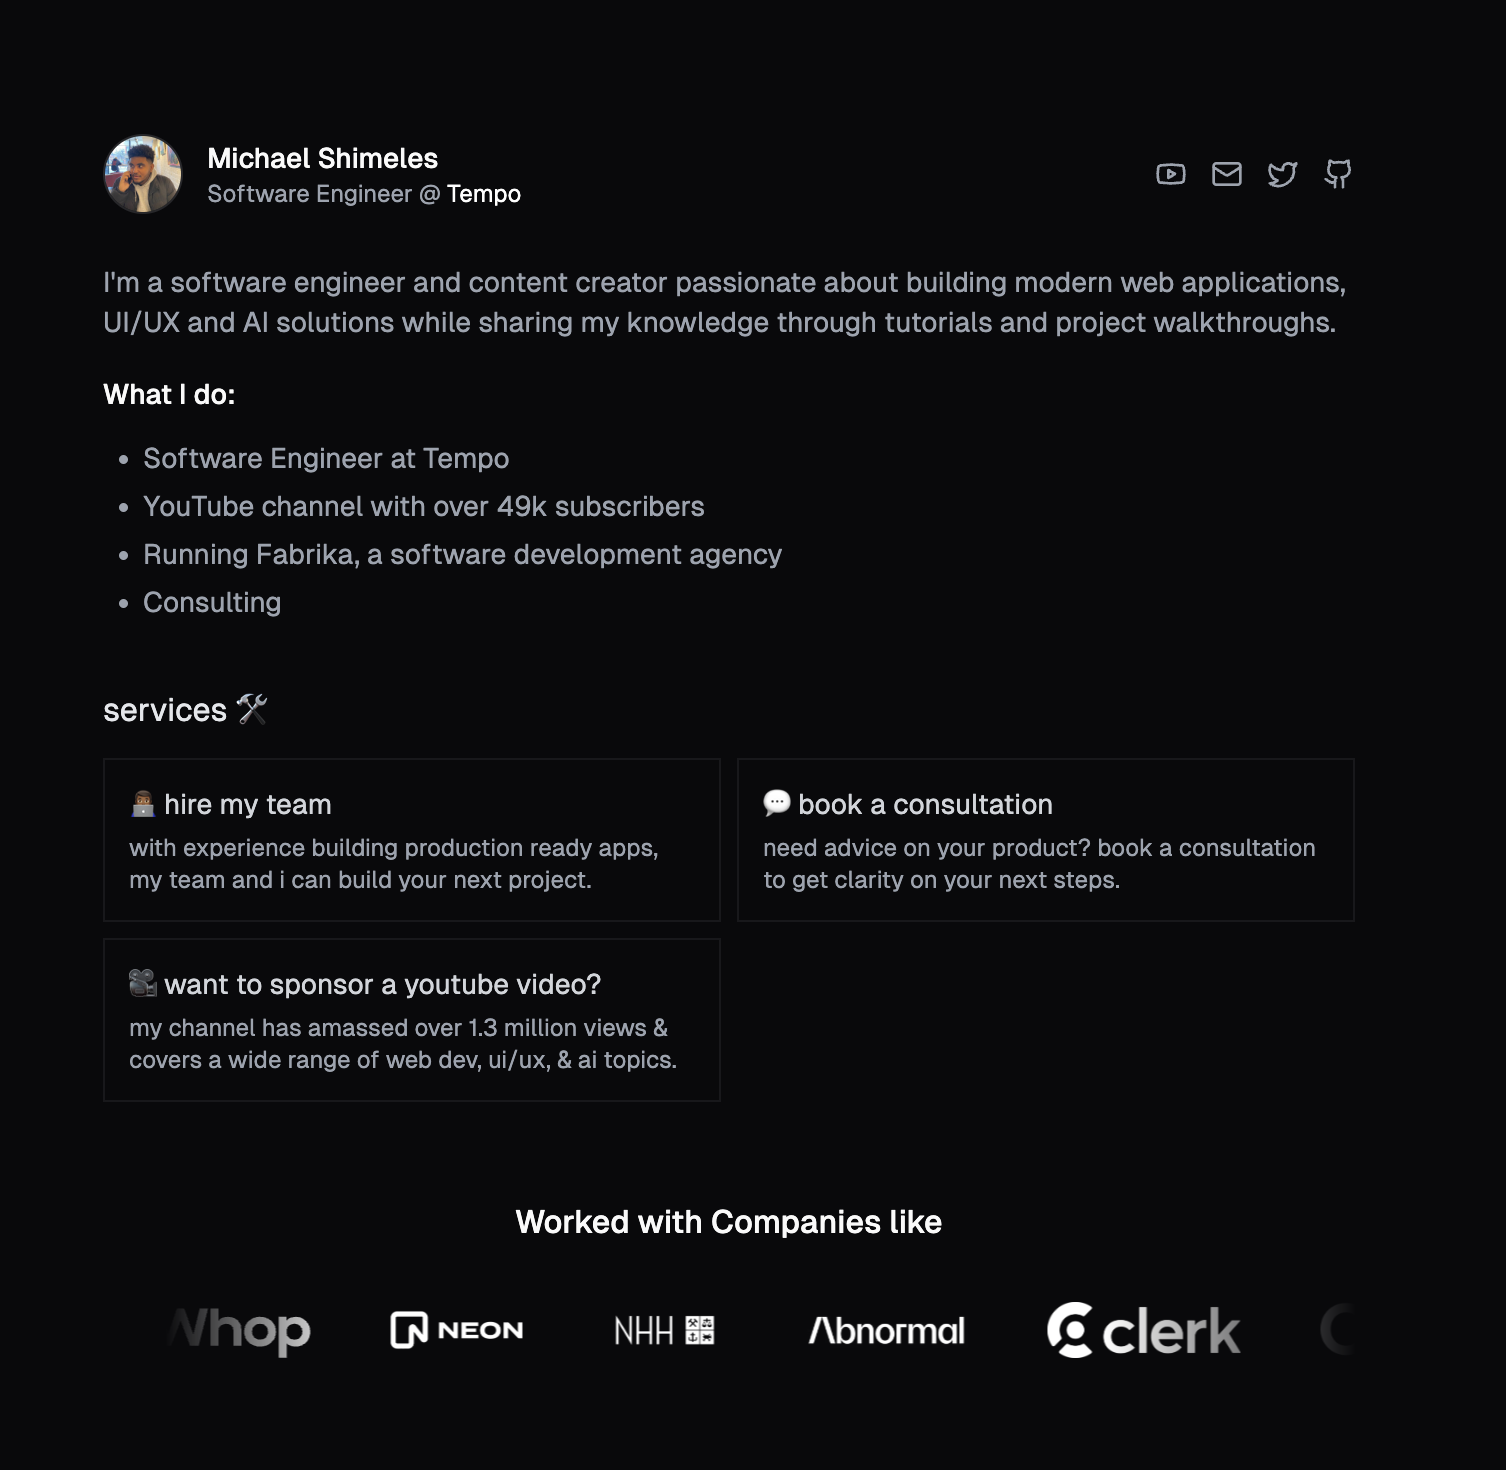 Michael Shimeles
Software Engineer @ Tempo
I'm a software engineer and content creator passionate about building modern web applications,
UI/UX and AI solutions while sharing my knowledge through tutorials and project walkthroughs.
What I do:
• Software Engineer at Tempo
• YouTube channel with over 49k subscribers
• Running Fabrika, a software development agency
• Consulting
services 🛠️
👨🏾‍💻 hire my team
with experience building production ready apps,
my team and i can build your next project.
💬 book a consultation
need advice on your product? book a consultation
to get clarity on your next steps.
🎥 want to sponsor a youtube video?
my channel has amassed over 1.3 million views &
covers a wide range of web dev, ui/ux, & ai topics.
Worked with Companies like
Whop NEON NHH Abnormal clerk